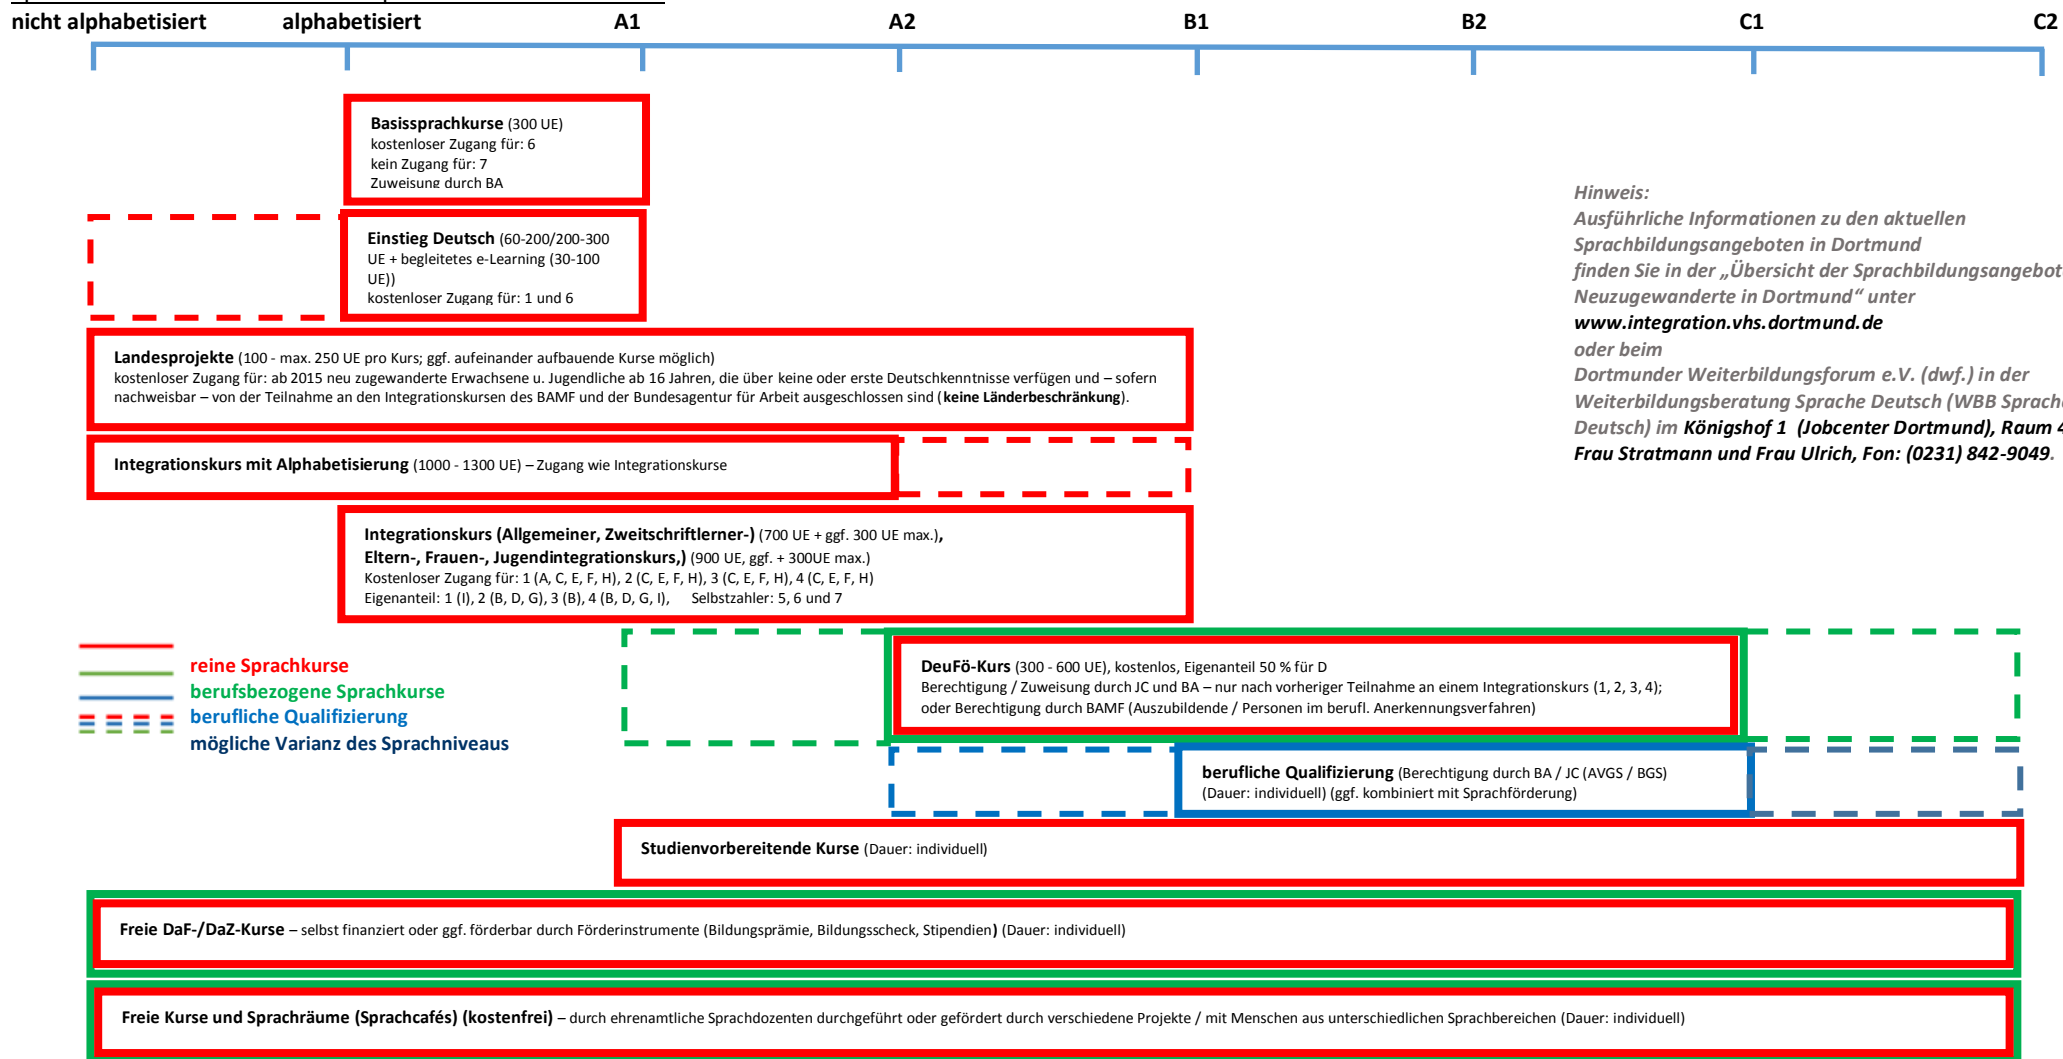 nicht alphabetisiert alphabetisiert A1 A2 B1 B2 C1 C2
Basissprachkurse (300 UE)
kostenloser Zugang für: 6
kein Zugang für: 7
Zuweisung durch BA
Hinweis:
Ausführliche Informationen zu den aktuellen
Sprachbildungsangeboten in Dortmund
finden Sie in der „Übersicht der Sprachbildungsangebot
Neuzugewanderte in Dortmund“ unter
www.integration.vhs.dortmund.de
oder beim
Dortmunder Weiterbildungsforum e.V. (dwf.) in der
Weiterbildungsberatung Sprache Deutsch (WBB Sprache
Deutsch) im Königshof 1 (Jobcenter Dortmund), Raum 4
Frau Stratmann und Frau Ulrich, Fon: (0231) 842-9049.
Einstieg Deutsch (60-200/200-300
UE + begleitetes e-Learning (30-100
UE))
kostenloser Zugang für: 1 und 6
Landesprojekte (100 - max. 250 UE pro Kurs; ggf. aufeinander aufbauende Kurse möglich)
kostenloser Zugang für: ab 2015 neu zugewanderte Erwachsene u. Jugendliche ab 16 Jahren, die über keine oder erste Deutschkenntnisse verfügen und – sofern
nachweisbar – von der Teilnahme an den Integrationskursen des BAMF und der Bundesagentur für Arbeit ausgeschlossen sind (keine Länderbeschränkung).
Integrationskurs mit Alphabetisierung (1000 - 1300 UE) – Zugang wie Integrationskurse
Integrationskurs (Allgemeiner, Zweitschriftlerner-) (700 UE + ggf. 300 UE max.),
Eltern-, Frauen-, Jugendintegrationskurs,) (900 UE, ggf. + 300UE max.)
Kostenloser Zugang für: 1 (A, C, E, F, H), 2 (C, E, F, H), 3 (C, E, F, H), 4 (C, E, F, H)
Eigenanteil: 1 (I), 2 (B, D, G), 3 (B), 4 (B, D, G, I), Selbstzahler: 5, 6 und 7
reine Sprachkurse
berufsbezogene Sprachkurse
berufliche Qualifizierung
mögliche Varianz des Sprachniveaus
DeuFö-Kurs (300 - 600 UE), kostenlos, Eigenanteil 50 % für D
Berechtigung / Zuweisung durch JC und BA – nur nach vorheriger Teilnahme an einem Integrationskurs (1, 2, 3, 4);
oder Berechtigung durch BAMF (Auszubildende / Personen im berufl. Anerkennungsverfahren)
berufliche Qualifizierung (Berechtigung durch BA / JC (AVGS / BGS)
(Dauer: individuell) (ggf. kombiniert mit Sprachförderung)
Studienvorbereitende Kurse (Dauer: individuell)
Freie DaF-/DaZ-Kurse – selbst finanziert oder ggf. förderbar durch Förderinstrumente (Bildungsprämie, Bildungsscheck, Stipendien) (Dauer: individuell)
Freie Kurse und Sprachräume (Sprachcafés) (kostenfrei) – durch ehrenamtliche Sprachdozenten durchgeführt oder gefördert durch verschiedene Projekte / mit Menschen aus unterschiedlichen Sprachbereichen (Dauer: individuell)